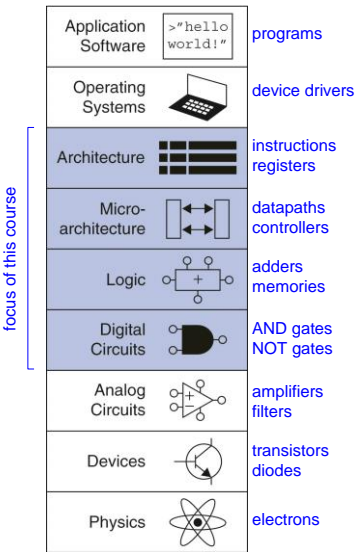 Application
Software
>"hello
world!"
programs
Operating
Systems
device drivers
focus of this course
Architecture
instructions
registers
Micro-
architecture
datapaths
controllers
Logic
+
adders
memories
Digital
Circuits
AND gates
NOT gates
Analog
Circuits
+
−
amplifiers
filters
Devices
transistors
diodes
Physics
electrons